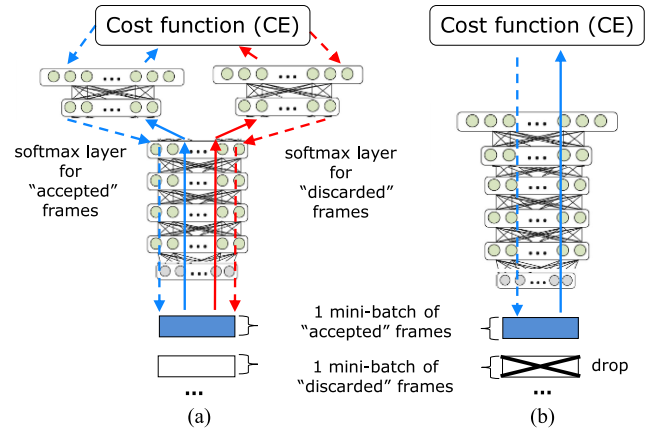 Cost function (CE)
softmax layer
for
“accepted”
frames
softmax layer
for
“discarded”
frames
1 mini-batch of
“accepted” frames
1 mini-batch of
“discarded” frames
...
(a)
Cost function (CE)
drop
...
(b)